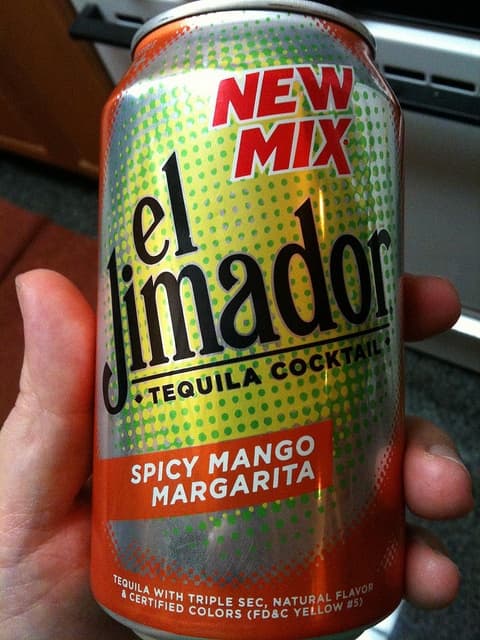 NEW
MIX
el
Jimador
• TEQUILA COCKTAIL •
SPICY MANGO
MARGARITA
TEQUILA WITH TRIPLE SEC, NATURAL FLAVOR
& CERTIFIED COLORS (FD&C YELLOW #5)